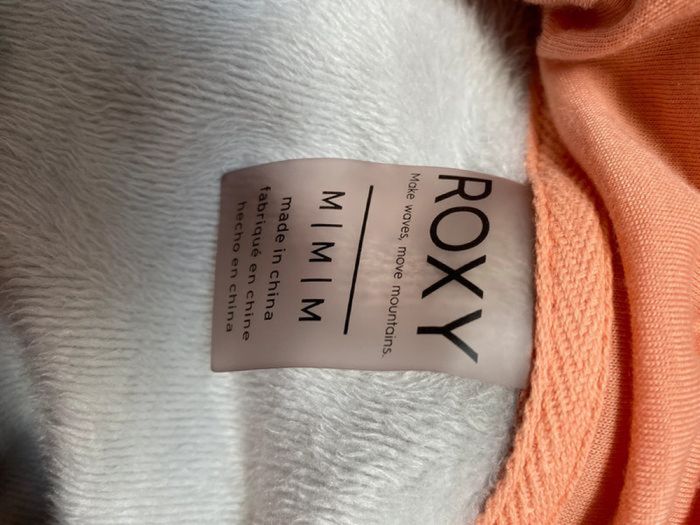 ROXY
Make waves, move mountains.
M | M | M
made in china
fabriqué en chine
hecho en china